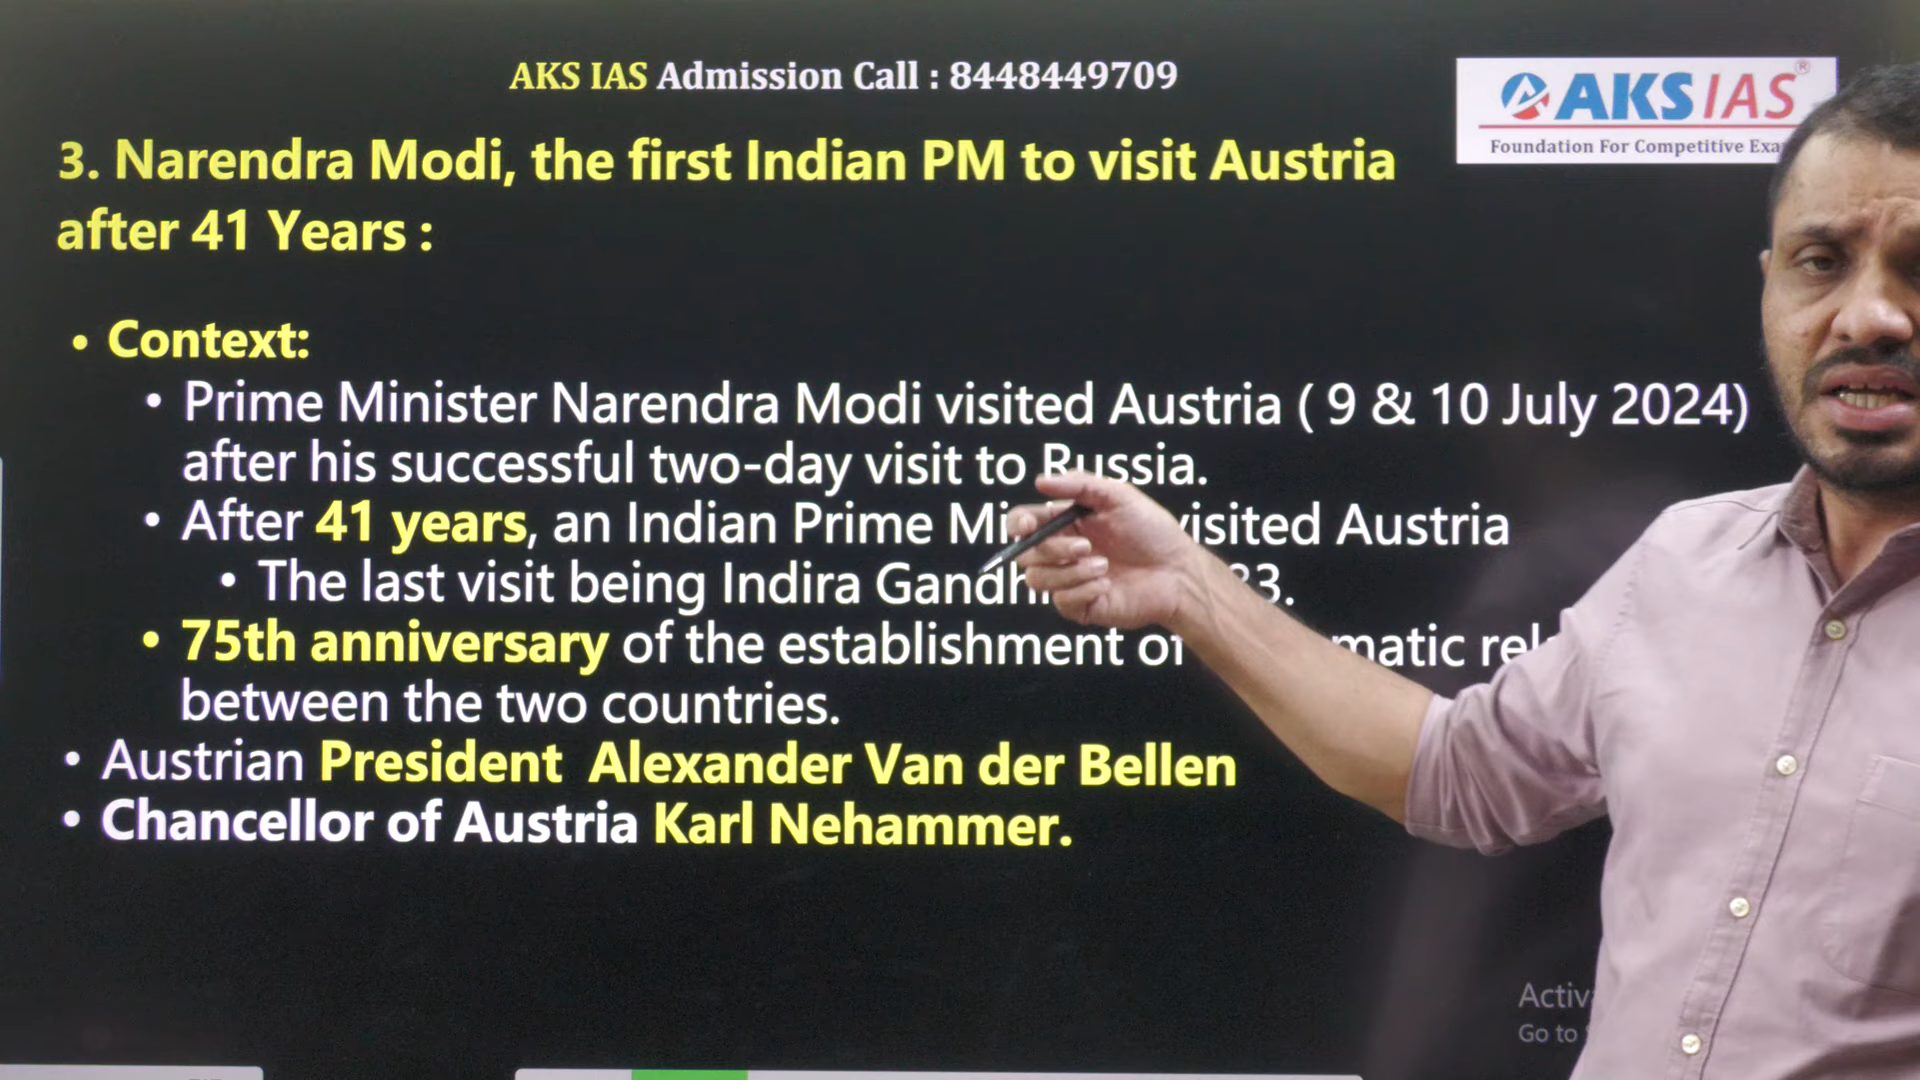 AKS IAS Admission Call : 8448449709
AKS IAS®
Foundation For Competitive
3. Narendra Modi, the first Indian PM to visit Austria
after 41 Years :
• Context:
• Prime Minister Narendra Modi visited Austria ( 9 & 10 July 2024)
after his successful two-day visit to Russia.
• After 41 years, an Indian Prime visited Austria
• The last visit being Indira
• 75th anniversary of the establishment of
between the two countries.
• Austrian President Alexander Van der Bellen
• Chancellor of Austria Karl Nehammer.
Go to